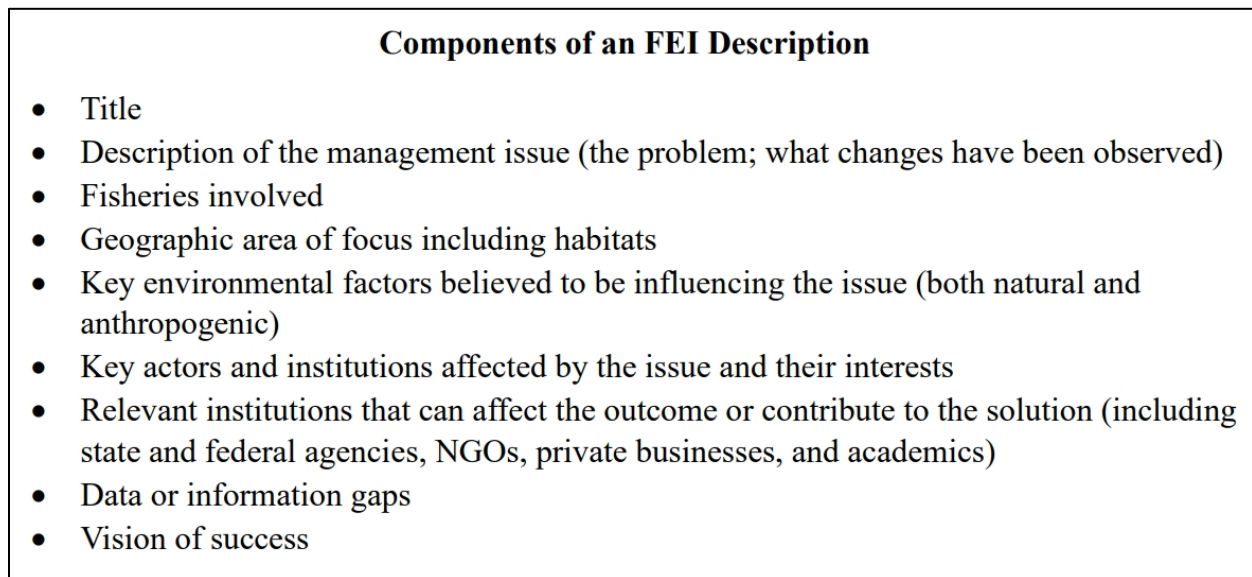 Components of an FEI Description
• Title
• Description of the management issue (the problem; what changes have been observed)
• Fisheries involved
• Geographic area of focus including habitats
• Key environmental factors believed to be influencing the issue (both natural and
anthropogenic)
• Key actors and institutions affected by the issue and their interests
• Relevant institutions that can affect the outcome or contribute to the solution (including
state and federal agencies, NGOs, private businesses, and academics)
• Data or information gaps
• Vision of success